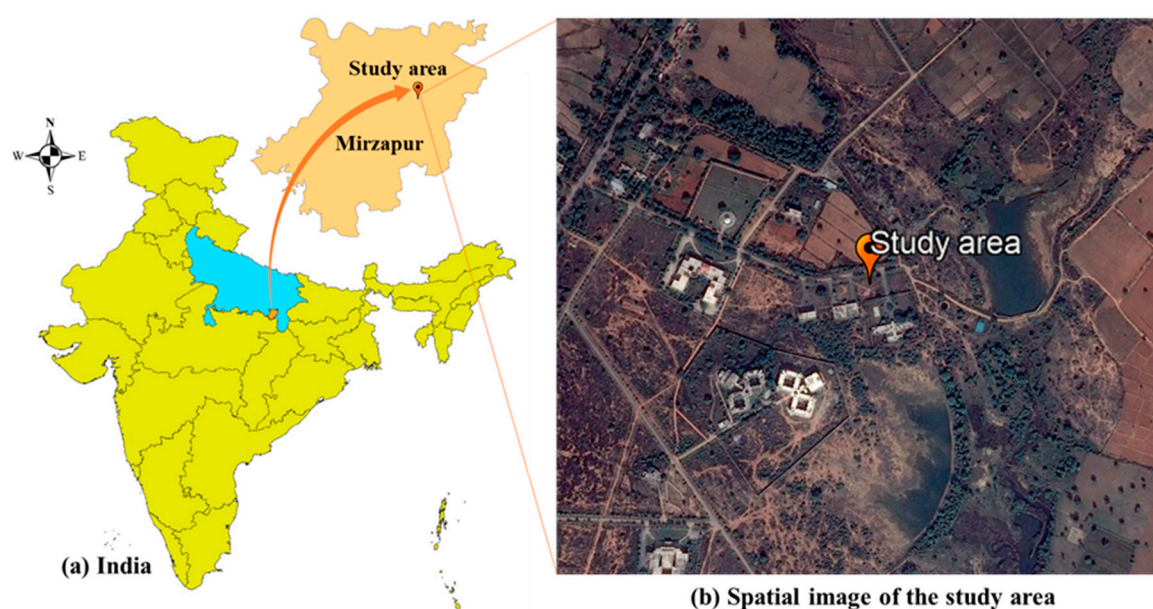 Study area
Mirzapur
N
W E
S
Study area
(a) India
(b) Spatial image of the study area